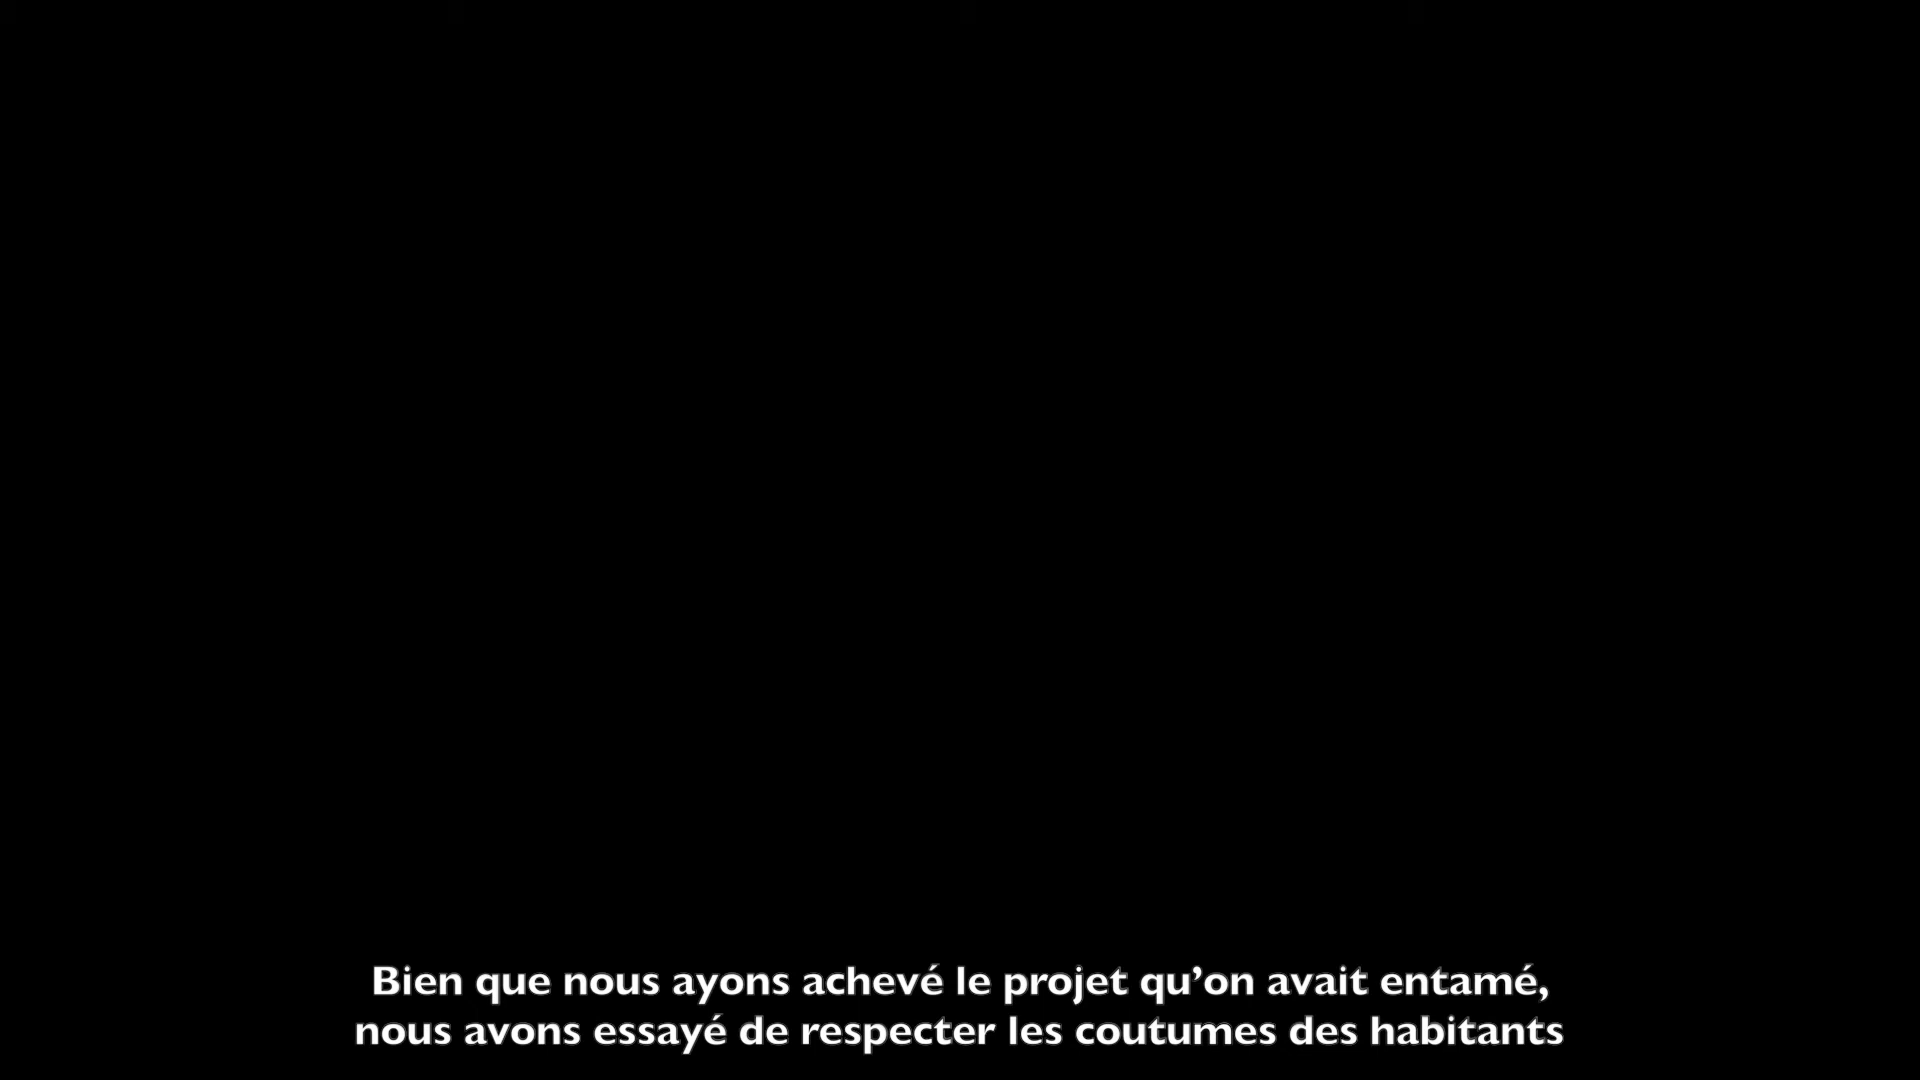 Bien que nous ayons achevé le projet qu’on avait entamé,
nous avons essayé de respecter les coutumes des habitants